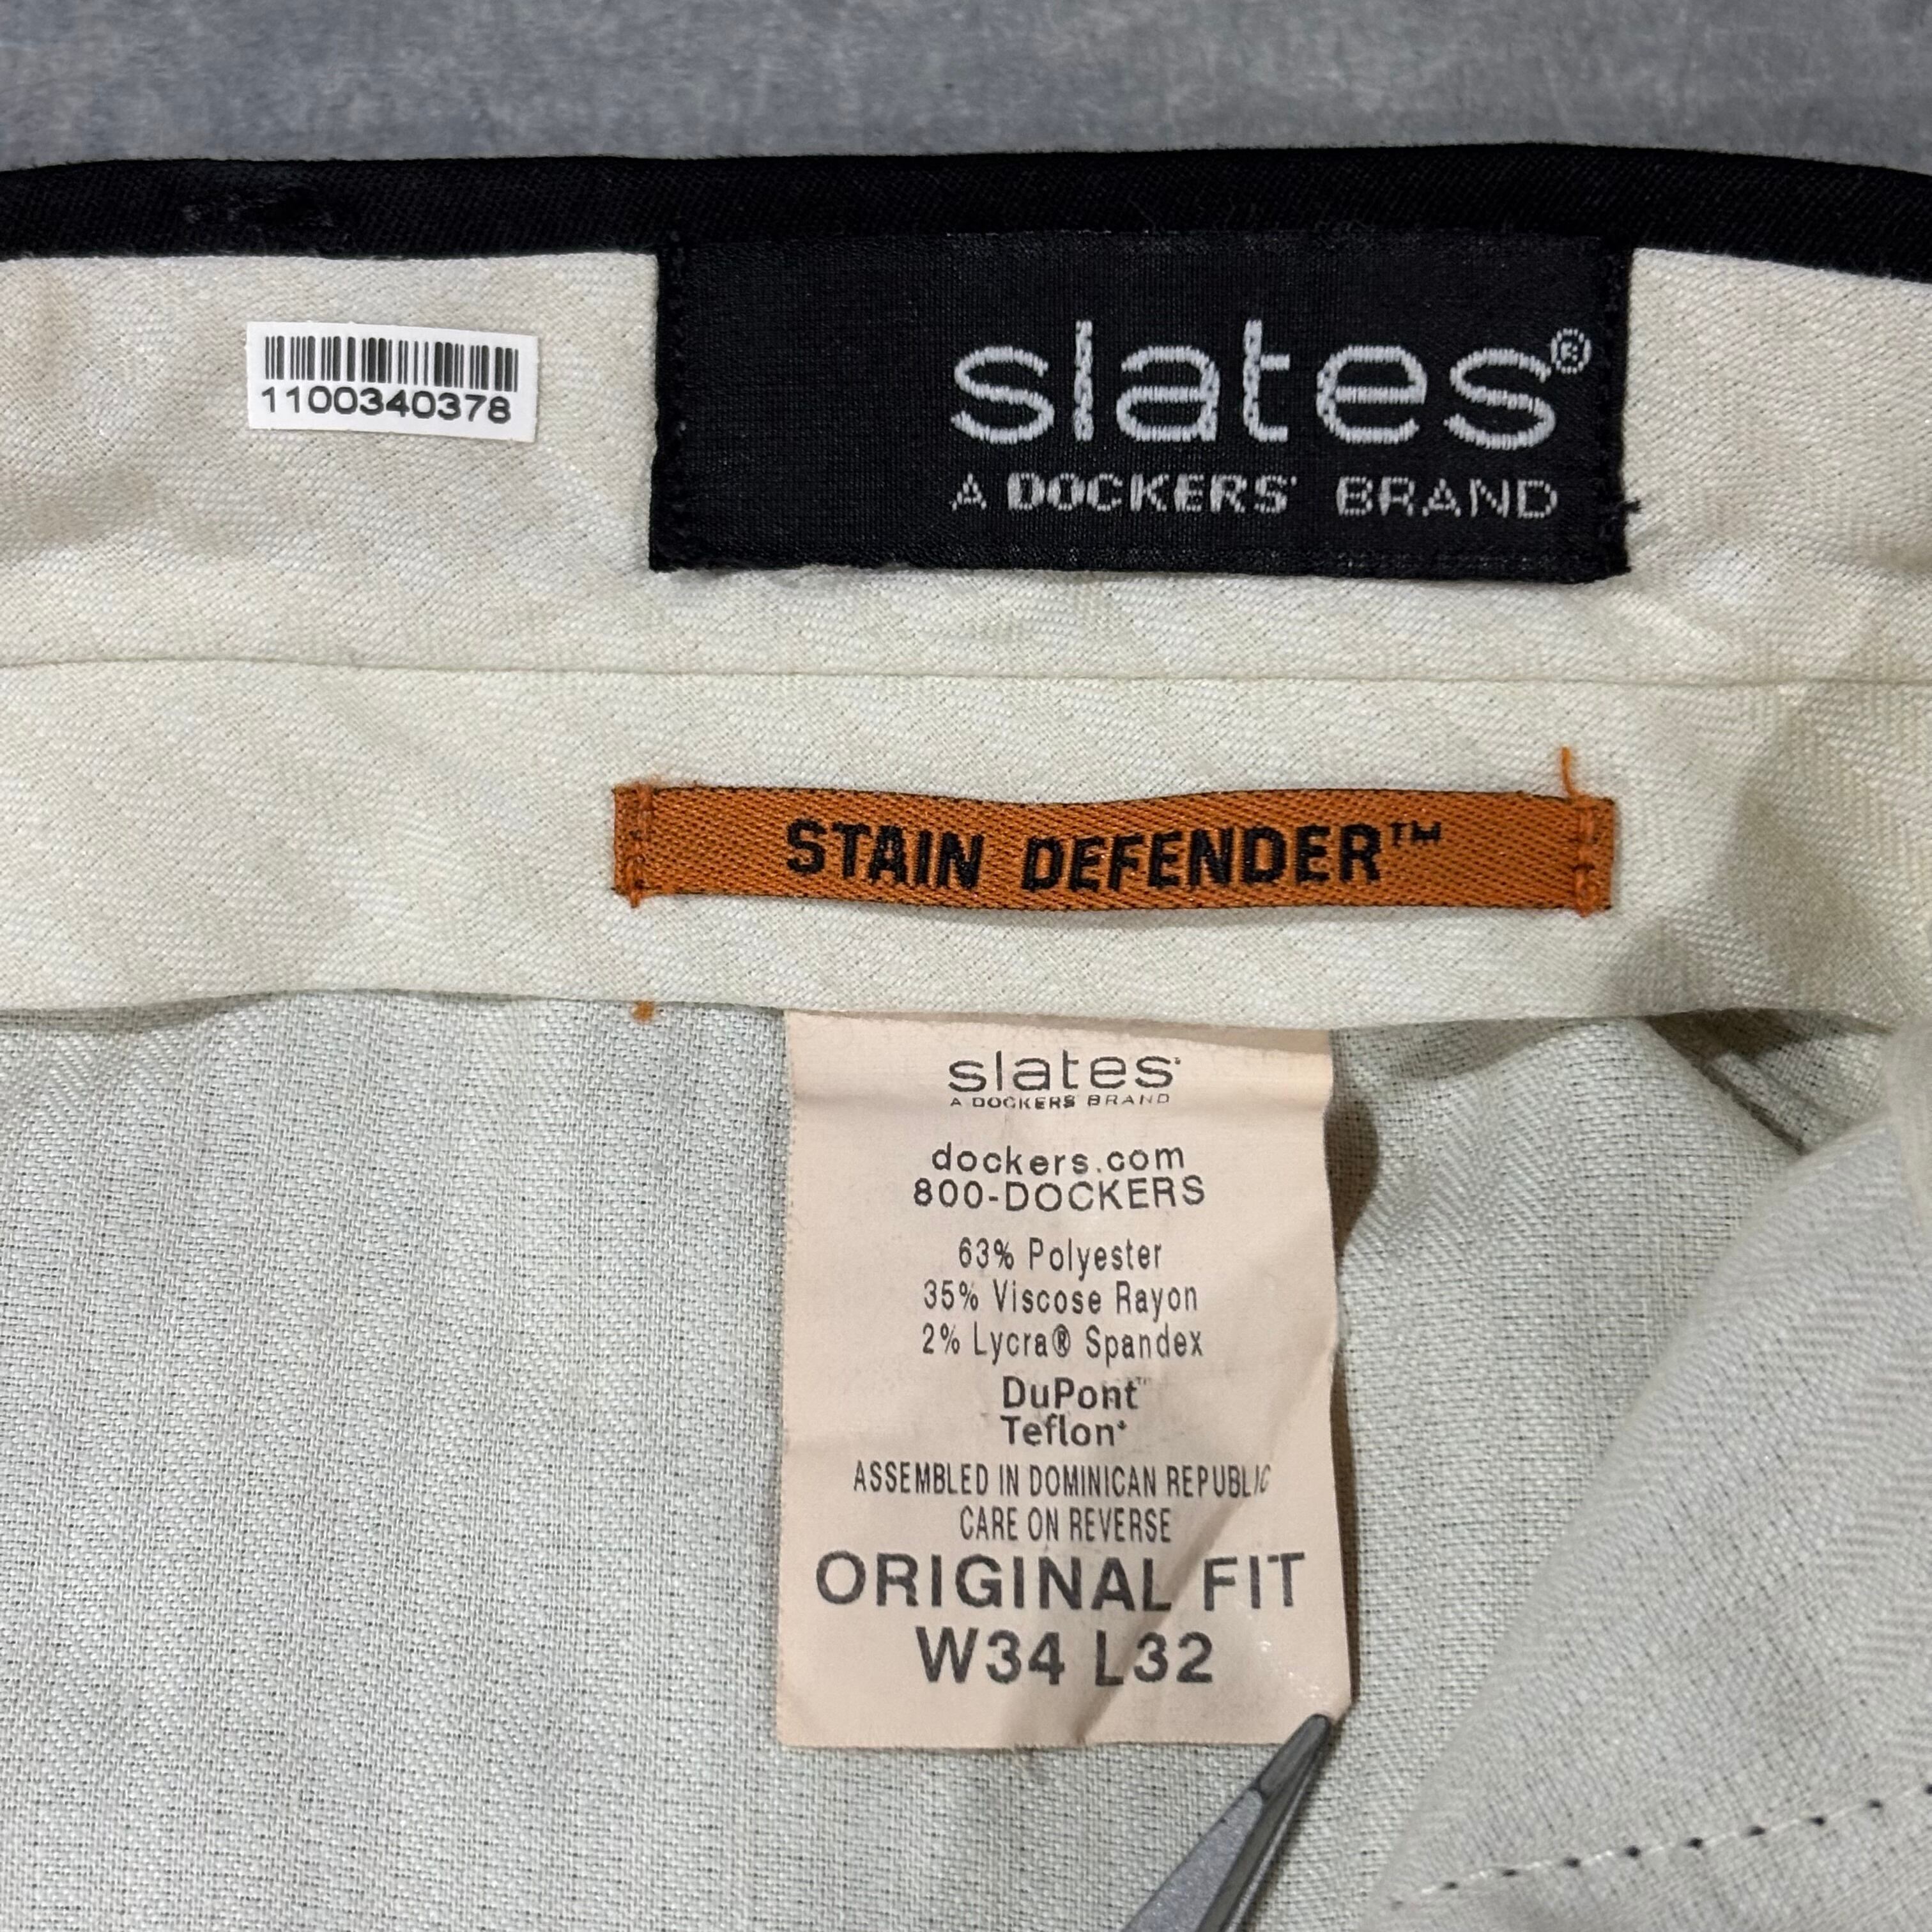 1100340378
slates®
A DOCKERS® BRAND
STAIN DEFENDER™
slates®
A DOCKERS® BRAND
dockers.com
800-DOCKERS
63% Polyester
35% Viscose Rayon
2% Lycra® Spandex
DuPont™
Teflon®
ASSEMBLED IN DOMINICAN REPUBLIC
CARE ON REVERSE
ORIGINAL FIT
W34 L32